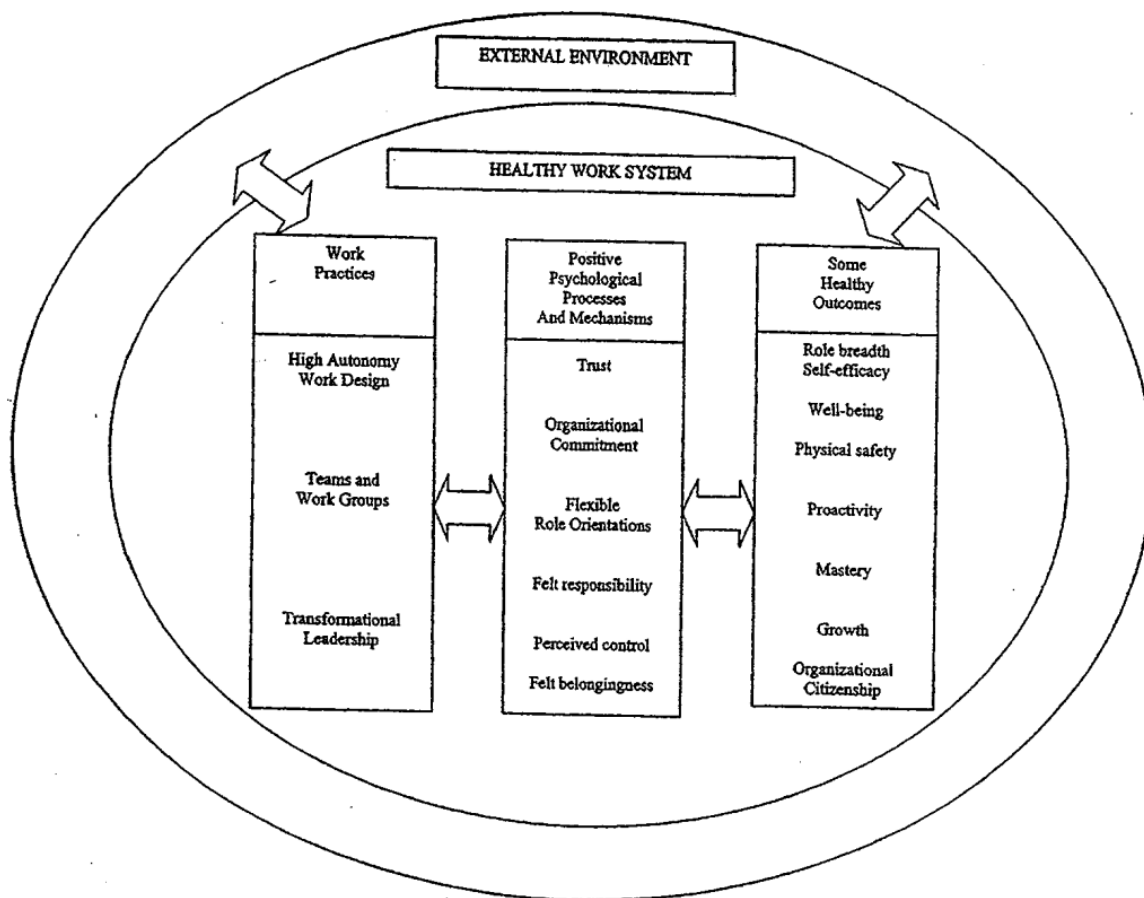 EXTERNAL ENVIRONMENT
HEALTHY WORK SYSTEM
Work
Practices
High Autonomy
Work Design
Teams and
Work Groups
Transformational
Leadership
Positive
Psychological
Processes
And Mechanisms
Trust
Organizational
Commitment
Flexible
Role Orientations
Felt responsibility
Perceived control
Felt belongingness
Some
Healthy
Outcomes
Role breadth
Self-efficacy
Well-being
Physical safety
Proactivity
Mastery
Growth
Organizational
Citizenship